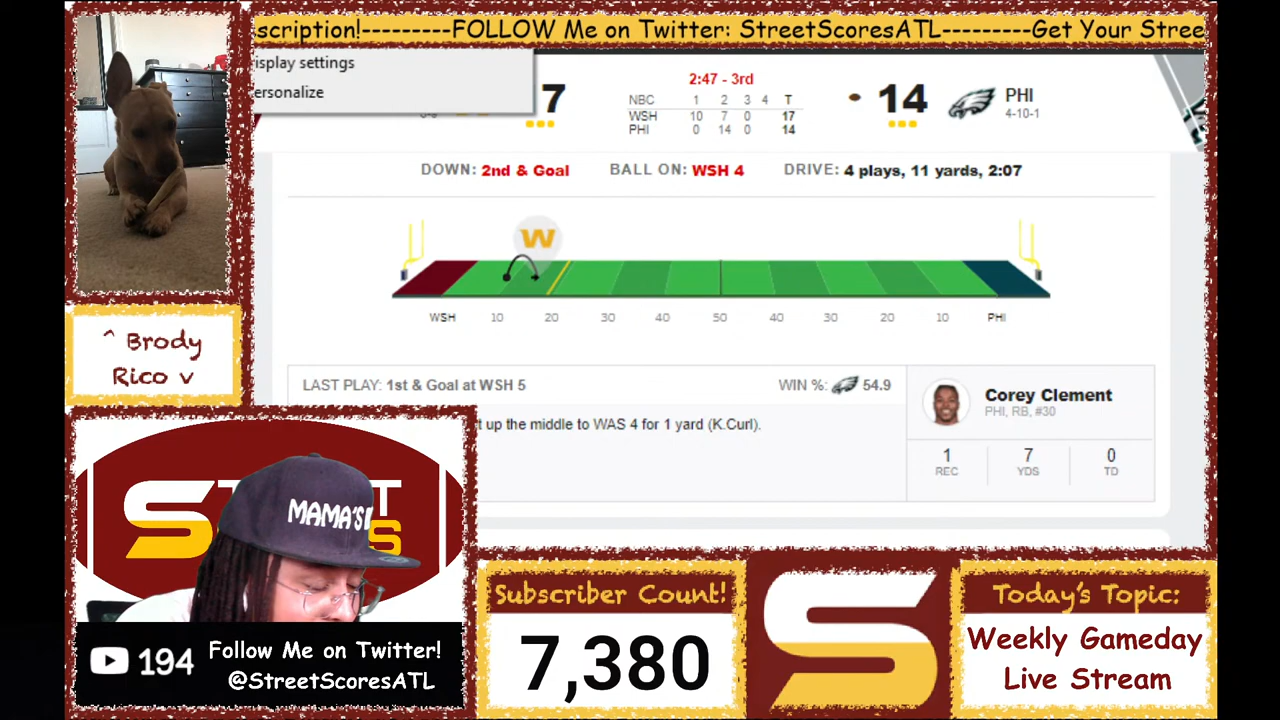 scription!---------FOLLOW Me on Twitter: StreetScoresATL---------Get Your Stree
isplay settings
ersonalize
7
2:47 - 3rd
NBC 1 2 3 4 T
WSH 10 7 0 17
PHI 0 14 0 14
14
PHI
4-10-1
DOWN: 2nd & Goal
BALL ON: WSH 4
DRIVE: 4 plays, 11 yards, 2:07
W
WSH 10 20 30 40 50 40 30 20 10 PHI
^ Brody
Rico v
LAST PLAY: 1st & Goal at WSH 5
WIN %: 54.9
t up the middle to WAS 4 for 1 yard (K.Curl).
Corey Clement
PHI, RB, #30
1 7 0
REC YDS TD
MAMA'S
194
Follow Me on Twitter!
@StreetScoresATL
Subscriber Count!
7,380
S
Today's Topic:
Weekly Gameday
Live Stream